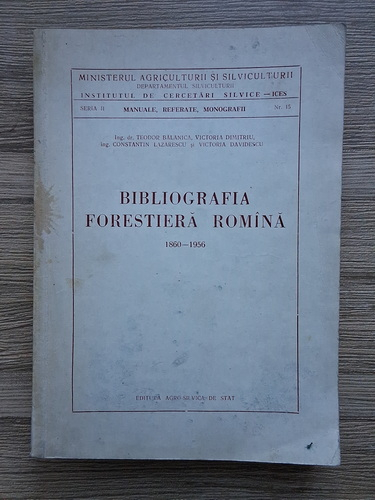 MINISTERUL AGRICULTURII ȘI SILVICULTURII
DEPARTAMENTUL SILVICULTURII
INSTITUTUL DE CERCETĂRI SILVICE — ICES
SERIA II MANUALE, REFERATE, MONOGRAFII Nr. 15
Ing. dr. TEODOR BĂLĂNICĂ, VICTORIA DIMITRIU,
ing. CONSTANTIN LĂZĂRESCU și VICTORIA DAVIDESCU
BIBLIOGRAFIA
FORESTIERĂ ROMÎNĂ
1860—1956
EDITURA AGRO-SILVICĂ DE STAT